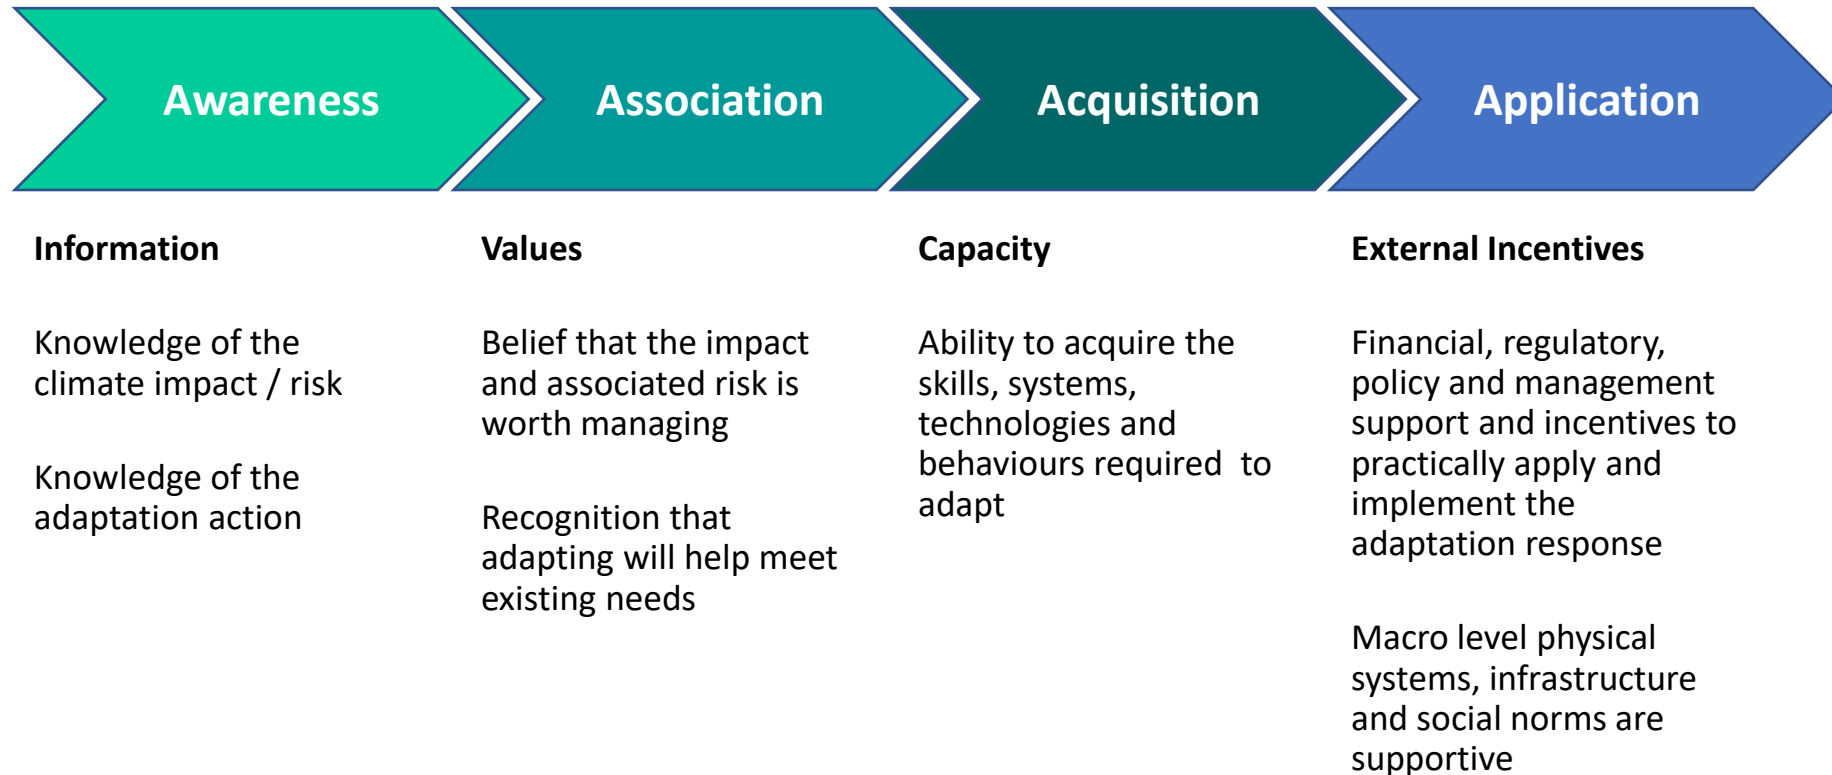 Awareness
Association
Acquisition
Application
Information
Knowledge of the
climate impact / risk
Knowledge of the
adaptation action
Values
Belief that the impact
and associated risk is
worth managing
Recognition that
adapting will help meet
existing needs
Capacity
Ability to acquire the
skills, systems,
technologies and
behaviours required  to
adapt
External Incentives
Financial, regulatory,
policy and management
support and incentives to
practically apply and
implement the
adaptation response
Macro level physical
systems, infrastructure
and social norms are
supportive